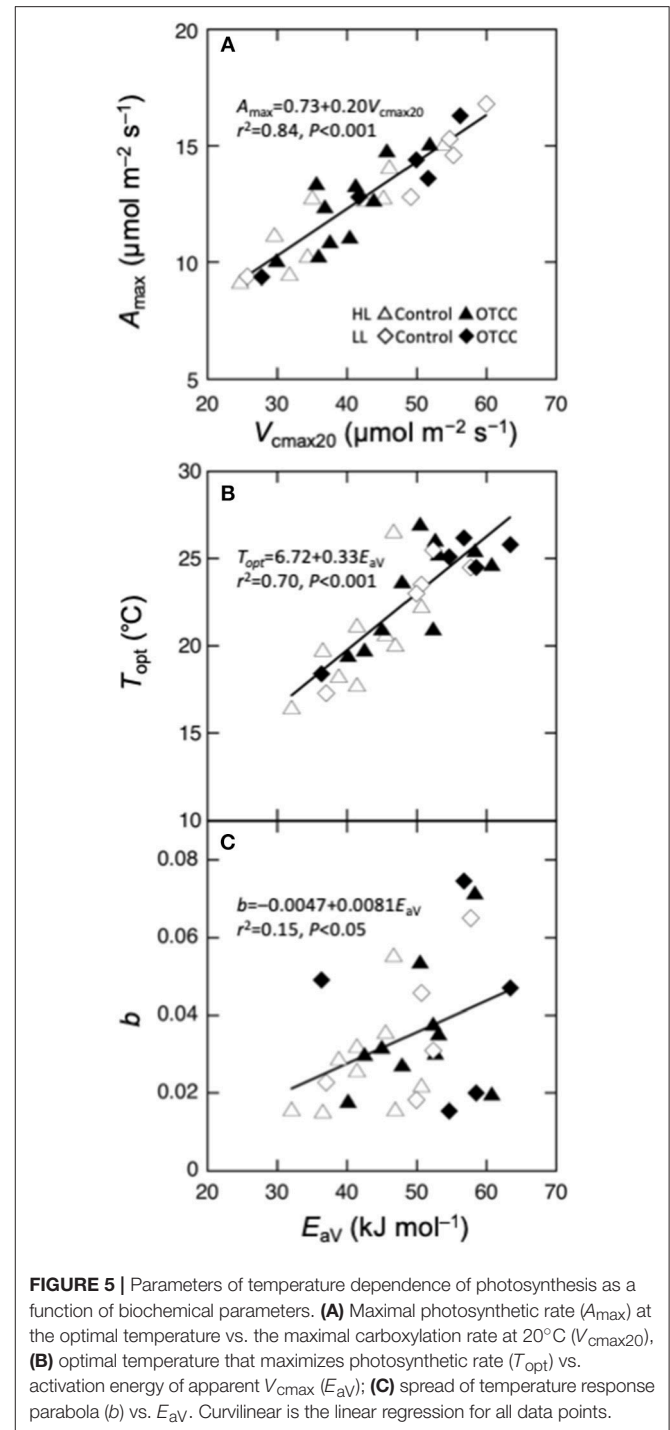 A
20
15
10
5
A_max (μmol m⁻² s⁻¹)
A_max=0.73+0.20V_cmax20
r²=0.84, P<0.001
HL △ Control ▲ OTCC
LL ◇ Control ◆ OTCC
20 30 40 50 60 70
V_cmax20 (μmol m⁻² s⁻¹)
B
30
25
20
15
10
T_opt (°C)
T_opt=6.72+0.33E_aV
r²=0.70, P<0.001
C
0.08
0.06
0.04
0.02
0
b
b=−0.0047+0.0081E_aV
r²=0.15, P<0.05
20 30 40 50 60 70
E_aV (kJ mol⁻¹)
FIGURE 5 | Parameters of temperature dependence of photosynthesis as a
function of biochemical parameters. (A) Maximal photosynthetic rate (A_max) at
the optimal temperature vs. the maximal carboxylation rate at 20°C (V_cmax20),
(B) optimal temperature that maximizes photosynthetic rate (T_opt) vs.
activation energy of apparent V_cmax (E_aV); (C) spread of temperature response
parabola (b) vs. E_aV. Curvilinear is the linear regression for all data points.